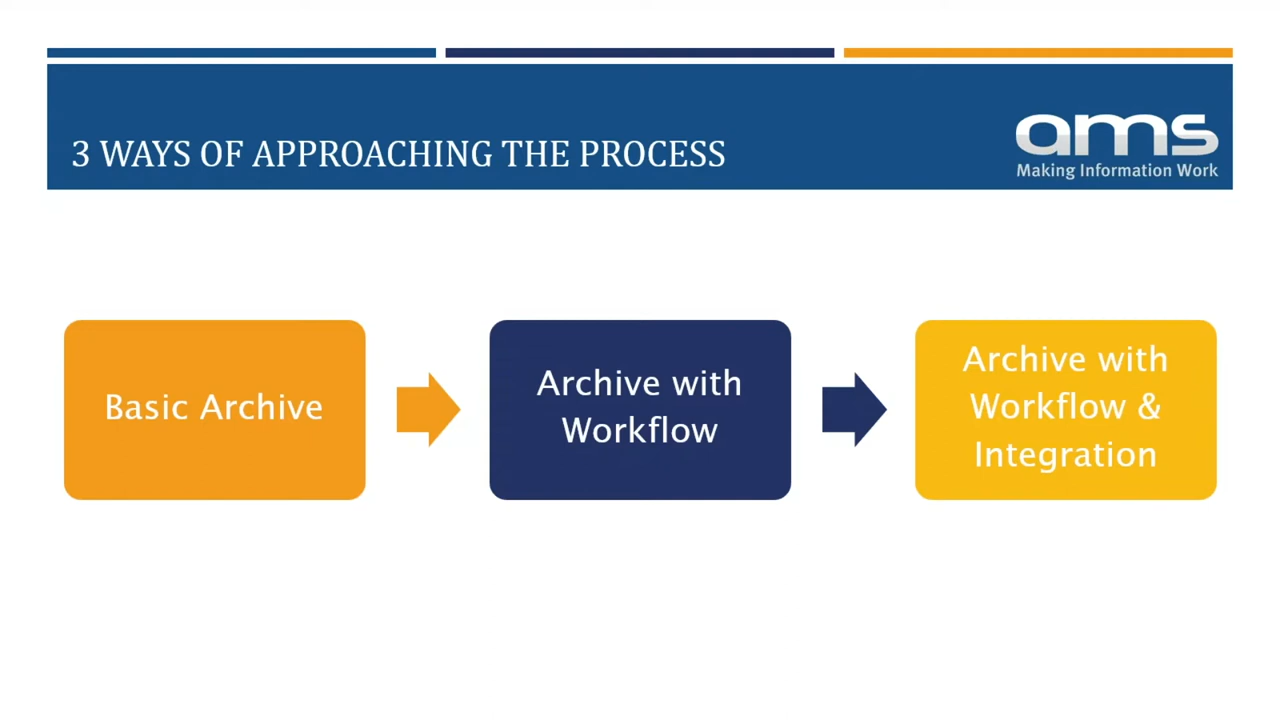 3 WAYS OF APPROACHING THE PROCESS
ams
Making Information Work
Basic Archive
Archive with
Workflow
Archive with
Workflow &
Integration